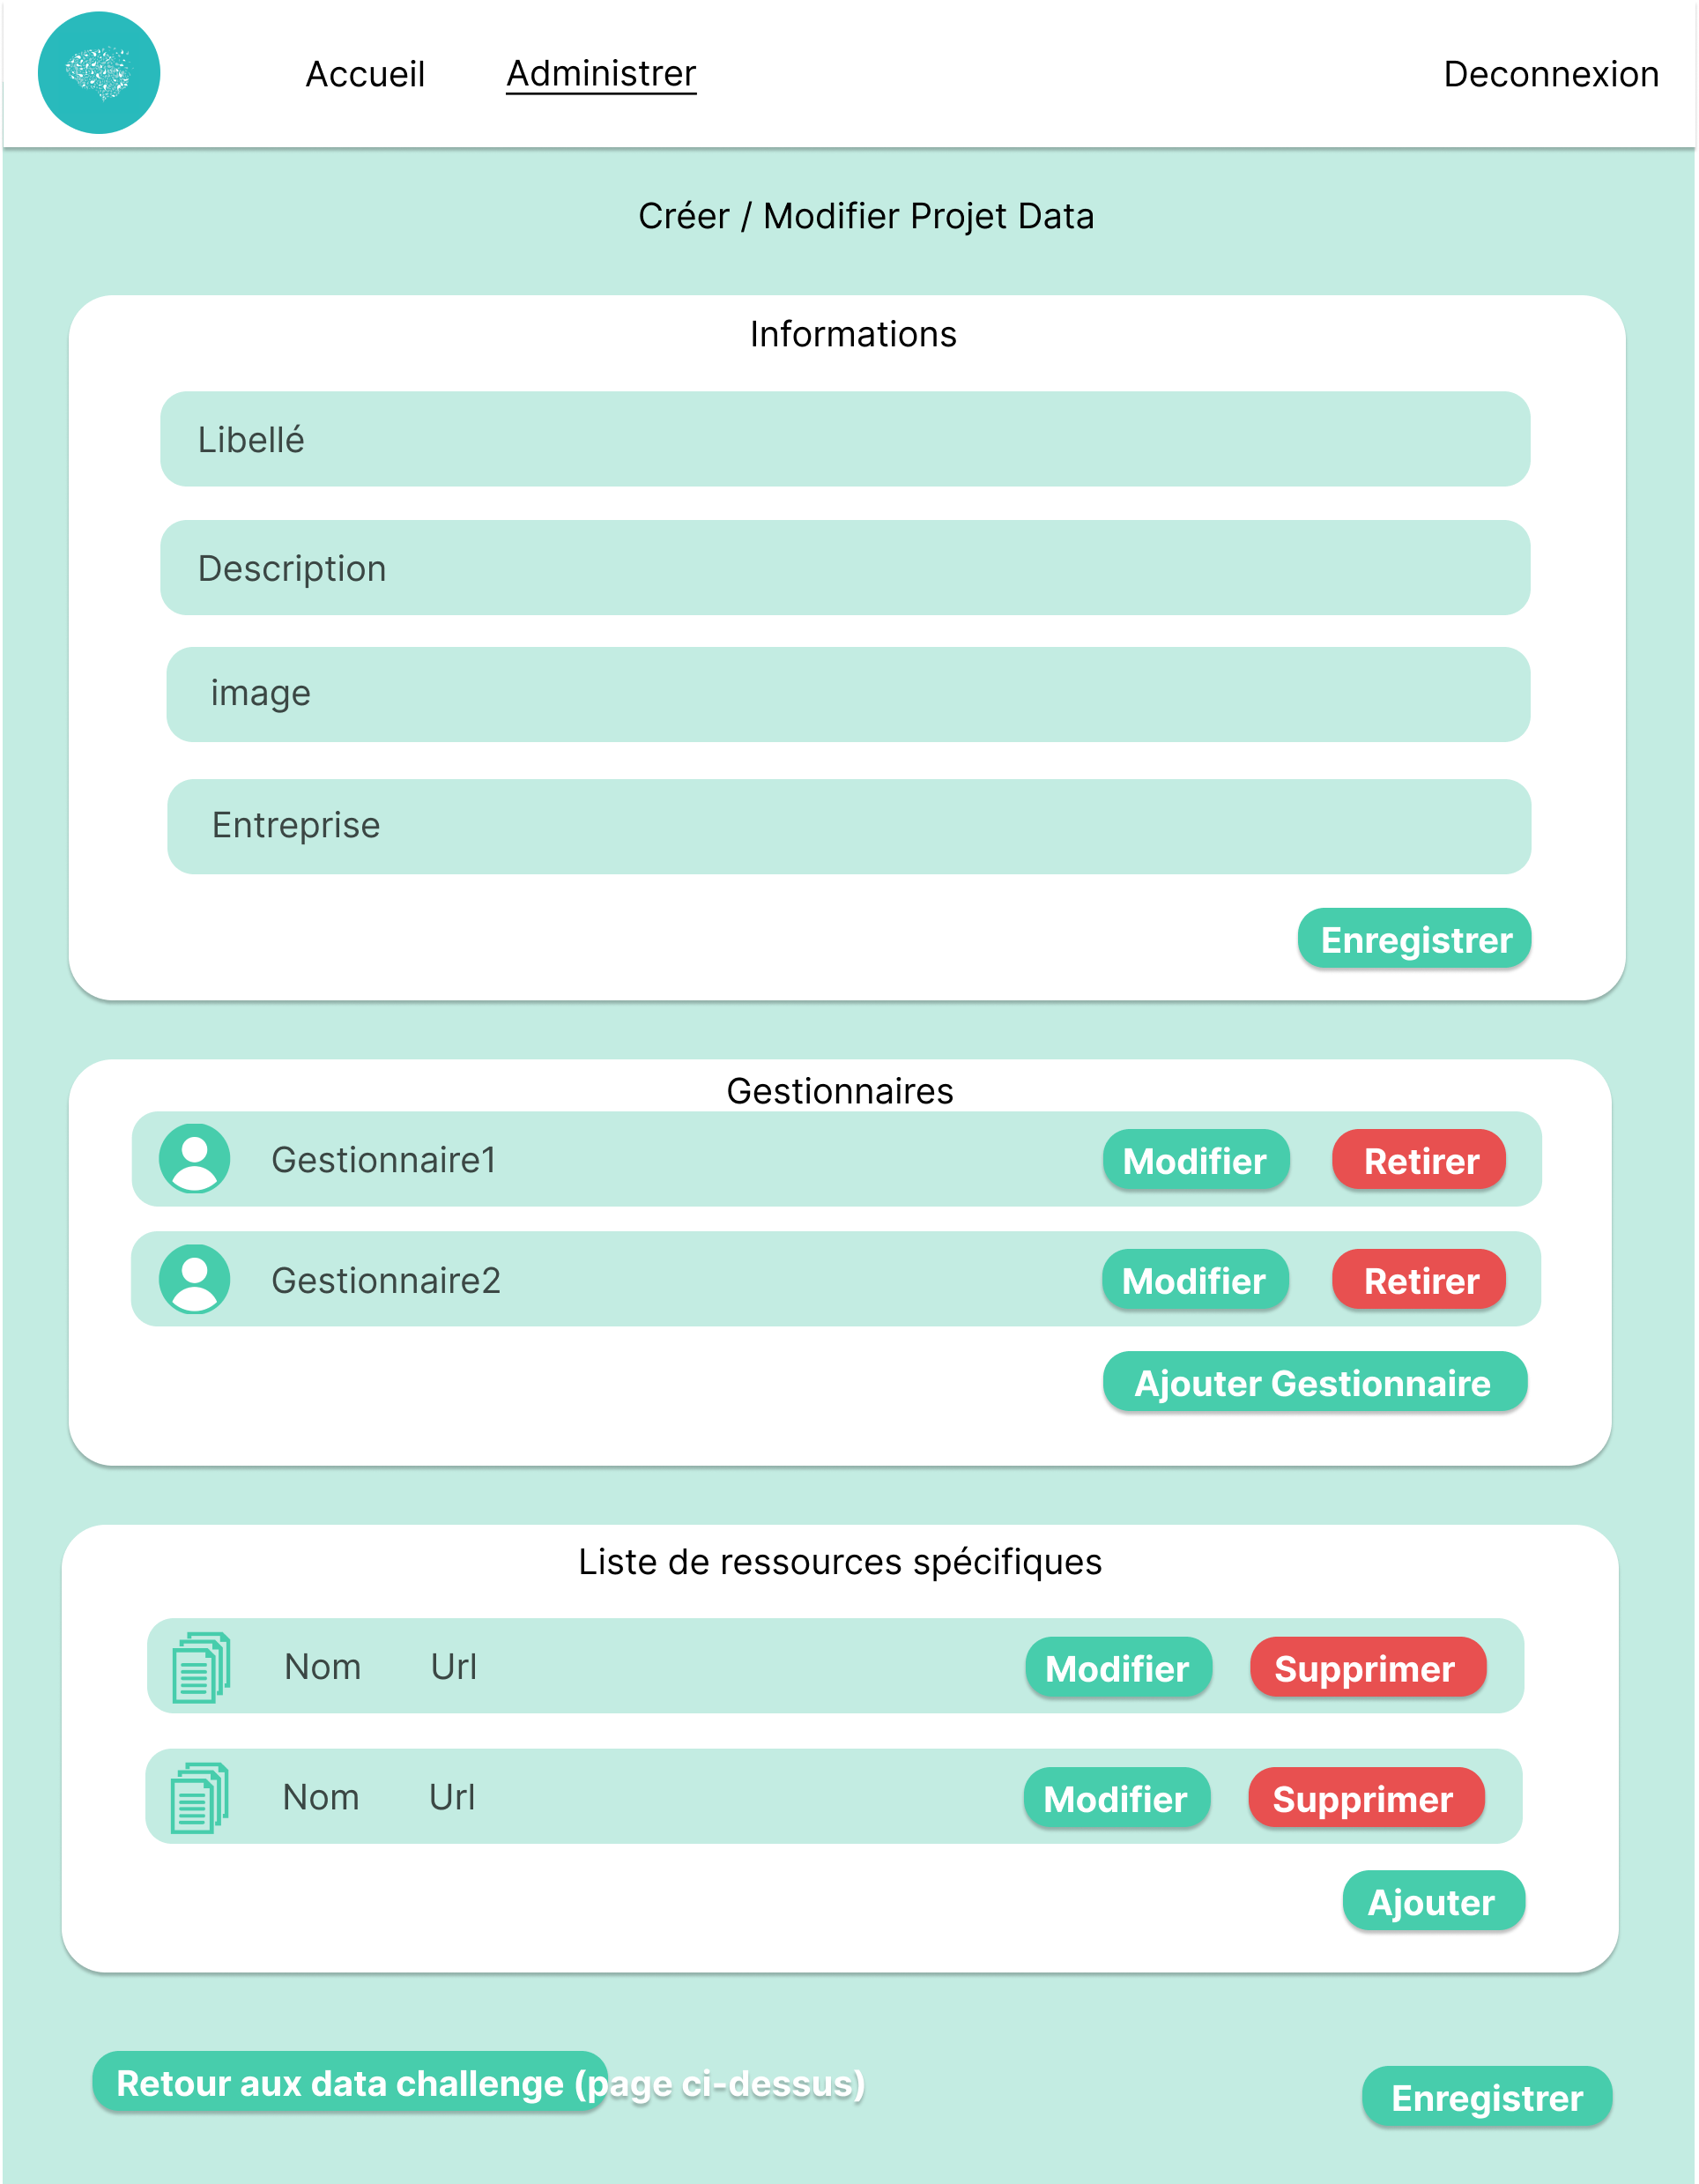 Accueil Administrer Deconnexion
Créer / Modifier Projet Data
Informations
Libellé
Description
image
Entreprise
Enregistrer
Gestionnaires
Gestionnaire1 Modifier Retirer
Gestionnaire2 Modifier Retirer
Ajouter Gestionnaire
Liste de ressources spécifiques
Nom Url Modifier Supprimer
Nom Url Modifier Supprimer
Ajouter
Retour aux data challenge (page ci-dessus)
Enregistrer